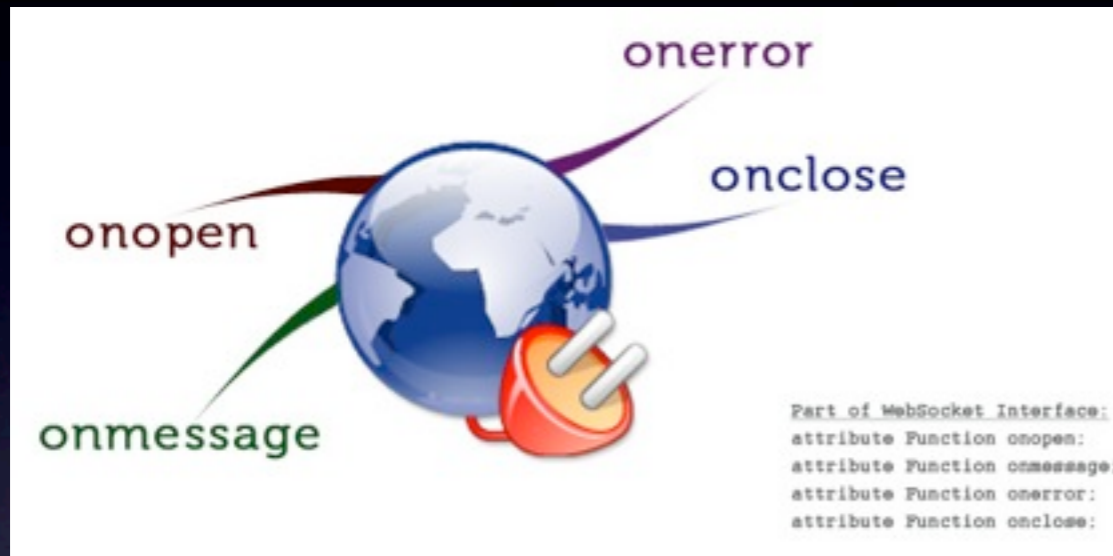 onerror
onclose
onopen
onmessage
Part of WebSocket Interface:
attribute Function onopen;
attribute Function onmessage;
attribute Function onerror;
attribute Function onclose;